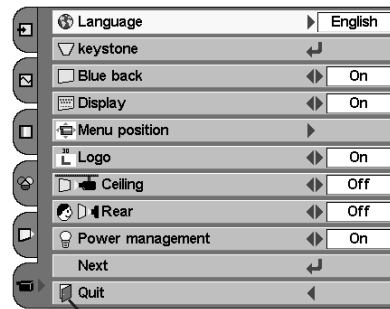 Language English
keystone
Blue back On
Display On
Menu position
30 L Logo On
Ceiling Off
Rear Off
Power management On
Next
Quit